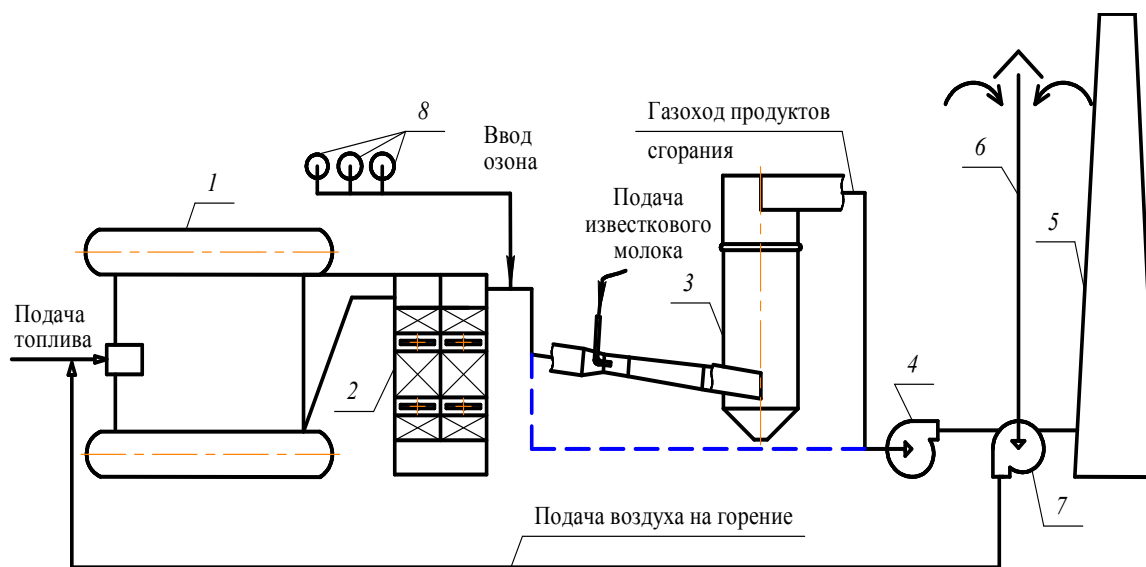 8
Ввод
озона
Газоход продуктов
сгорания
1
Подача
известкового
молока
6
5
3
Подача
топлива
2
4
7
Подача воздуха на горение